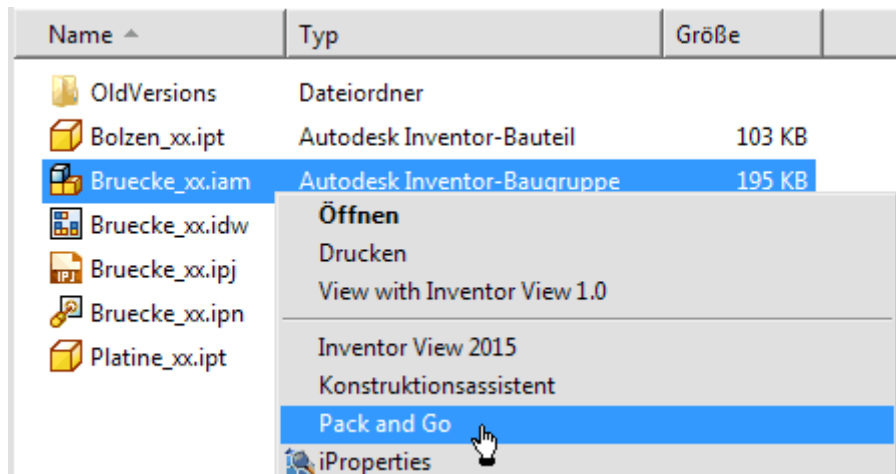 Name Typ Größe
OldVersions Dateiordner
Bolzen_xx.ipt Autodesk Inventor-Bauteil 103 KB
Bruecke_xx.iam Autodesk Inventor-Baugruppe 195 KB
Bruecke_xx.idw
Bruecke_xx.ipj
Bruecke_xx.ipn
Platine_xx.ipt
Öffnen
Drucken
View with Inventor View 1.0
Inventor View 2015
Konstruktionsassistent
Pack and Go
iProperties
IPJ